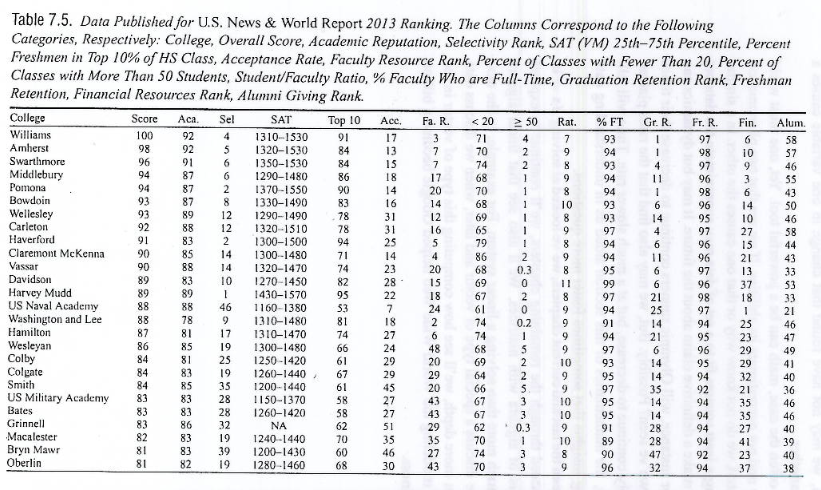 Table 7.5. Data Published for U.S. News & World Report 2013 Ranking. The Columns Correspond to the Following
Categories, Respectively: College, Overall Score, Academic Reputation, Selectivity Rank, SAT (VM) 25th–75th Percentile, Percent
Freshmen in Top 10% of HS Class, Acceptance Rate, Faculty Resource Rank, Percent of Classes with Fewer Than 20, Percent of
Classes with More Than 50 Students, Student/Faculty Ratio, % Faculty Who are Full-Time, Graduation Retention Rank, Freshman
Retention, Financial Resources Rank, Alumni Giving Rank.
College Score Aca. Sel SAT Top 10 Acc. Fa. R. < 20 ≥ 50 Rat. % FT Gr. R. Fr. R. Fin. Alum.
Williams 100 92 4 1310–1530 91 17 3 71 4 7 93 1 97 6 58
Amherst 98 92 5 1320–1530 84 13 7 70 2 9 94 1 98 10 57
Swarthmore 96 91 6 1350–1530 84 15 7 74 2 8 93 4 97 9 46
Middlebury 94 87 6 1290–1480 86 18 17 68 1 9 94 11 96 3 55
Pomona 94 87 2 1370–1550 90 14 20 70 1 8 94 1 98 6 43
Bowdoin 93 87 8 1330–1490 83 16 14 68 1 10 93 6 96 14 50
Wellesley 93 89 12 1290–1490 78 31 12 69 1 8 93 14 95 10 46
Carleton 92 88 12 1320–1510 78 31 16 65 1 9 97 4 97 27 58
Haverford 91 83 2 1300–1500 94 25 5 79 1 8 94 6 96 15 44
Claremont McKenna 90 85 14 1300–1480 71 14 4 86 2 9 94 11 96 21 43
Vassar 90 88 14 1320–1470 74 23 20 68 0.3 8 95 6 97 13 33
Davidson 89 83 10 1270–1450 82 28 15 69 0 11 99 6 96 37 53
Harvey Mudd 89 89 1 1430–1570 95 22 18 67 2 8 97 21 98 18 33
US Naval Academy 88 88 46 1160–1380 53 7 24 61 0 9 94 25 97 1 21
Washington and Lee 88 78 9 1310–1480 81 18 2 74 0.2 9 91 14 94 25 46
Hamilton 87 81 17 1310–1470 74 27 6 74 1 9 94 21 95 23 47
Wesleyan 86 85 19 1300–1480 66 24 48 68 5 9 97 6 96 29 49
Colby 84 81 25 1250–1420 61 29 20 69 2 10 93 14 95 29 41
Colgate 84 83 19 1260–1440 67 29 29 64 2 9 95 14 94 32 40
Smith 84 85 35 1200–1440 61 45 20 66 5 9 97 35 92 21 36
US Military Academy 83 83 28 1150–1370 58 27 43 67 3 10 95 14 94 35 46
Bates 83 83 28 1260–1420 58 27 43 67 3 10 95 14 94 35 46
Grinnell 83 86 32 NA 62 51 29 62 0.3 9 91 28 94 27 40
Macalester 82 83 19 1240–1440 70 35 35 70 1 10 89 28 94 41 39
Bryn Mawr 81 83 39 1200–1430 60 46 27 74 3 8 90 47 92 23 40
Oberlin 81 82 19 1280–1460 68 30 43 70 3 9 96 32 94 37 38